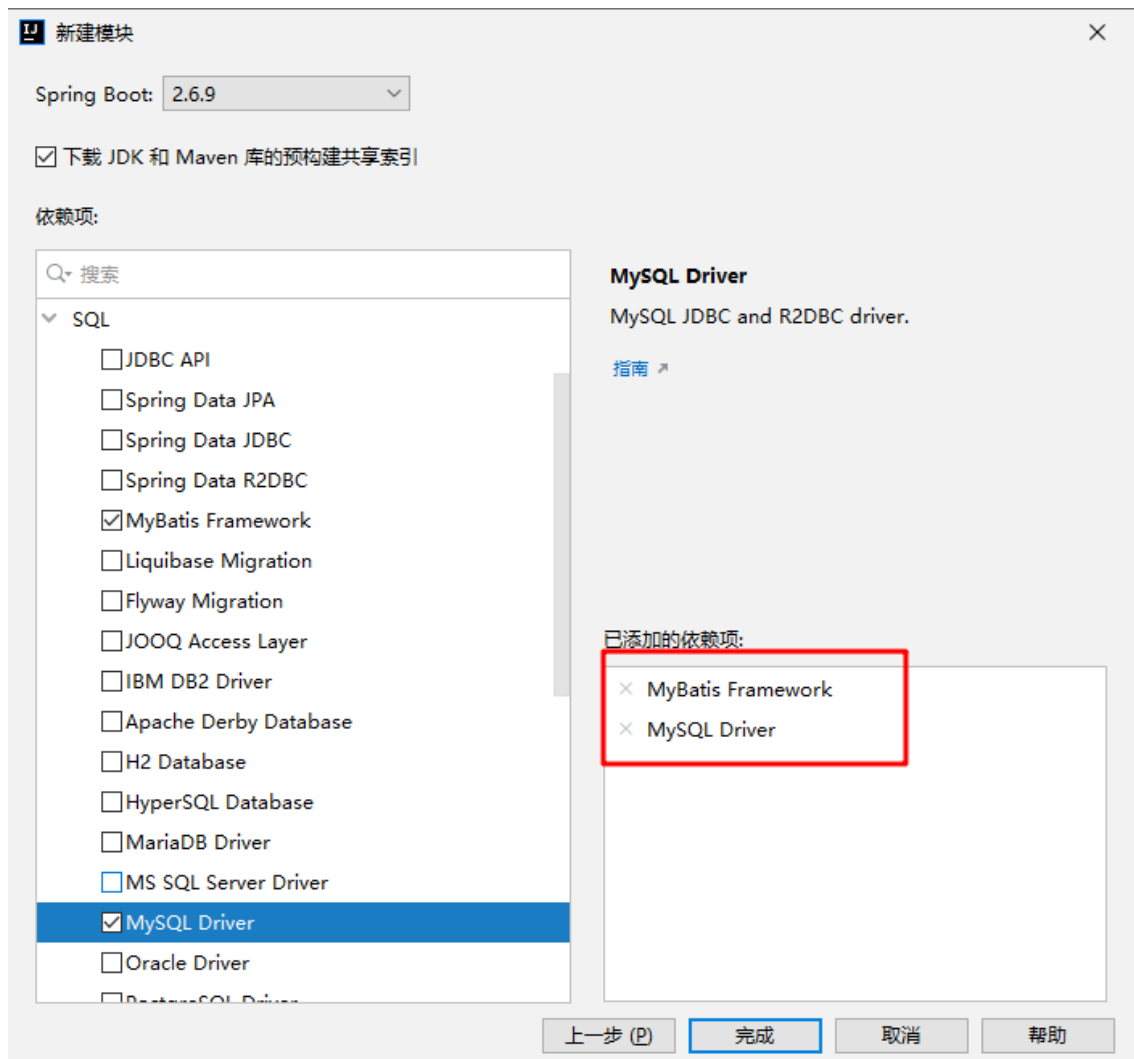 新建模块
Spring Boot: 2.6.9
下载 JDK 和 Maven 库的预构建共享索引
依赖项:
搜索
SQL
JDBC API
Spring Data JPA
Spring Data JDBC
Spring Data R2DBC
MyBatis Framework
Liquibase Migration
Flyway Migration
JOOQ Access Layer
IBM DB2 Driver
Apache Derby Database
H2 Database
HyperSQL Database
MariaDB Driver
MS SQL Server Driver
MySQL Driver
Oracle Driver
PostgreSQL Driver
MySQL Driver
MySQL JDBC and R2DBC driver.
指南
已添加的依赖项:
MyBatis Framework
MySQL Driver
上一步 (P)
完成
取消
帮助